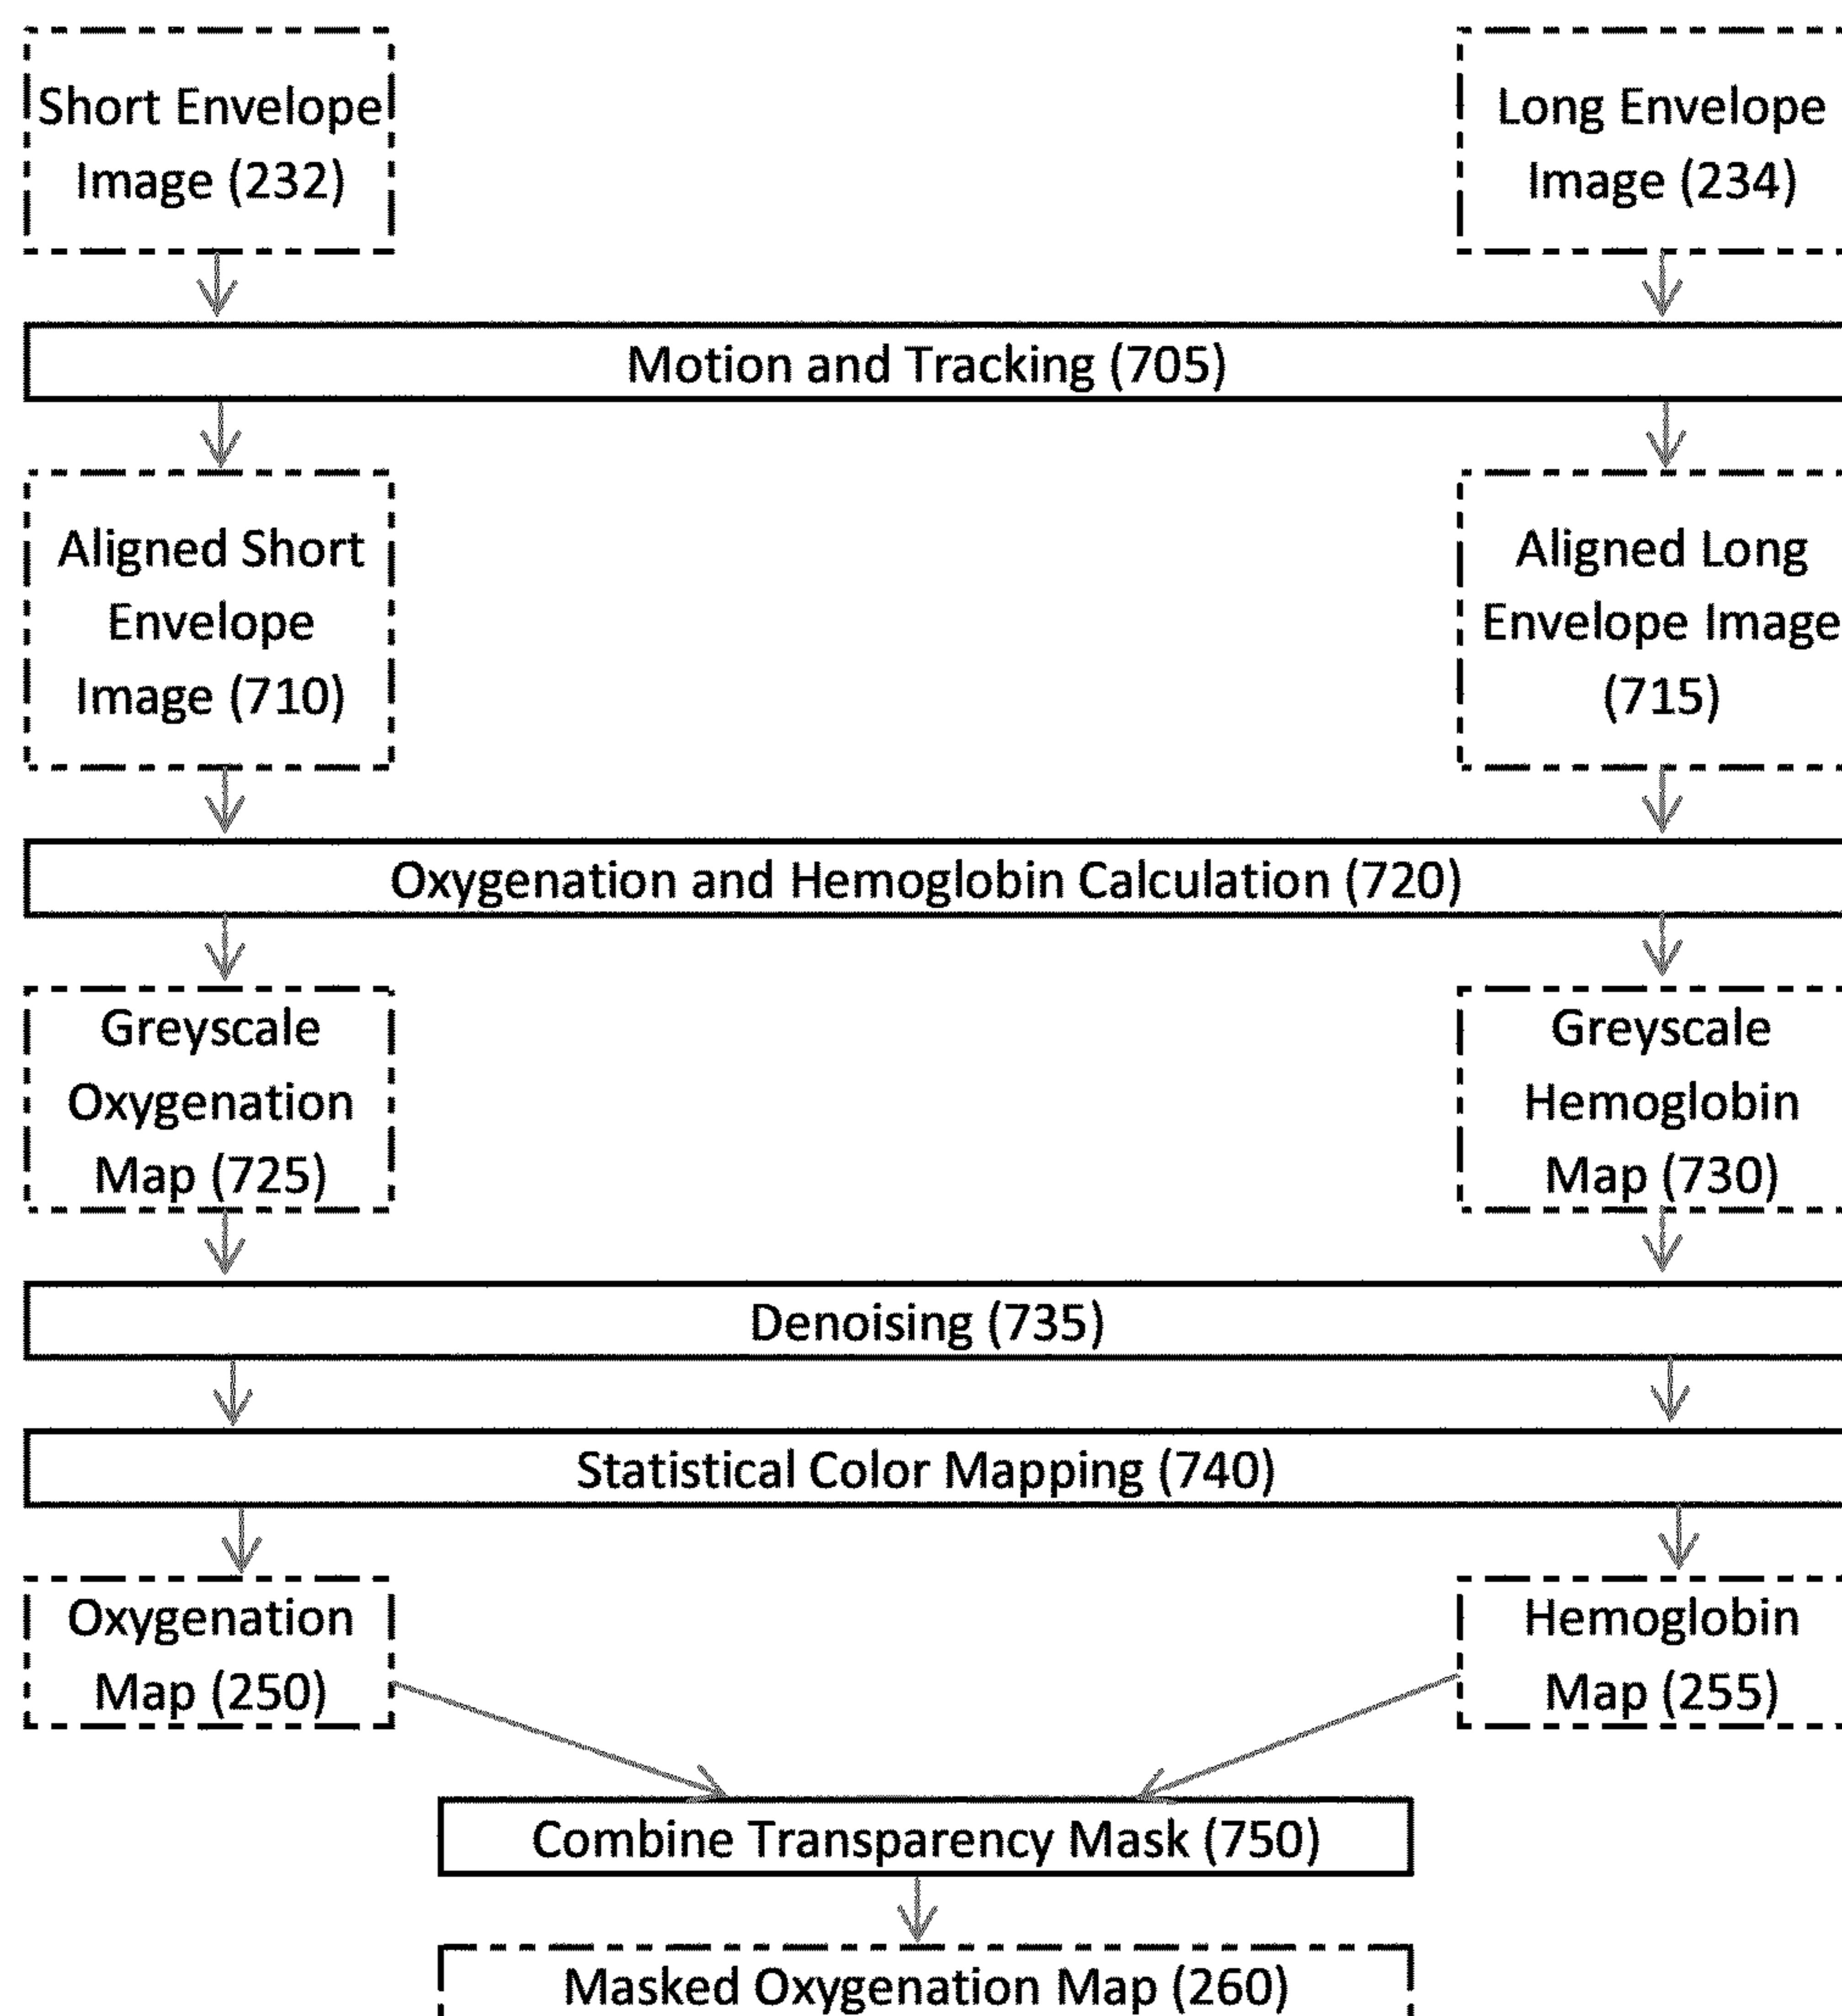 Short Envelope
Image (232)
Long Envelope
Image (234)
Motion and Tracking (705)
Aligned Short
Envelope
Image (710)
Aligned Long
Envelope Image
(715)
Oxygenation and Hemoglobin Calculation (720)
Greyscale
Oxygenation
Map (725)
Greyscale
Hemoglobin
Map (730)
Denoising (735)
Statistical Color Mapping (740)
Oxygenation
Map (250)
Hemoglobin
Map (255)
Combine Transparency Mask (750)
Masked Oxygenation Map (260)